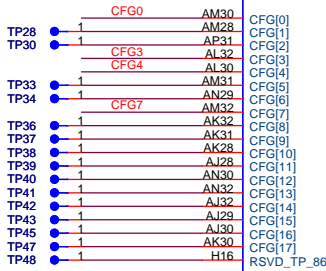 CFG0 AM30 CFG[0]
TP28 1 AM28 CFG[1]
TP30 1 AP31 CFG[2]
CFG3 AL32 CFG[3]
CFG4 AL30 CFG[4]
TP33 1 AM31 CFG[5]
TP34 1 AN29 CFG[6]
CFG7 AM32 CFG[7]
TP36 1 AK32 CFG[8]
TP37 1 AK31 CFG[9]
TP38 1 AK28 CFG[10]
TP39 1 AJ28 CFG[11]
TP40 1 AN30 CFG[12]
TP41 1 AN32 CFG[13]
TP42 1 AJ32 CFG[14]
TP43 1 AJ29 CFG[15]
TP45 1 AJ30 CFG[16]
TP47 1 AK30 CFG[17]
TP48 1 H16 RSVD_TP_86